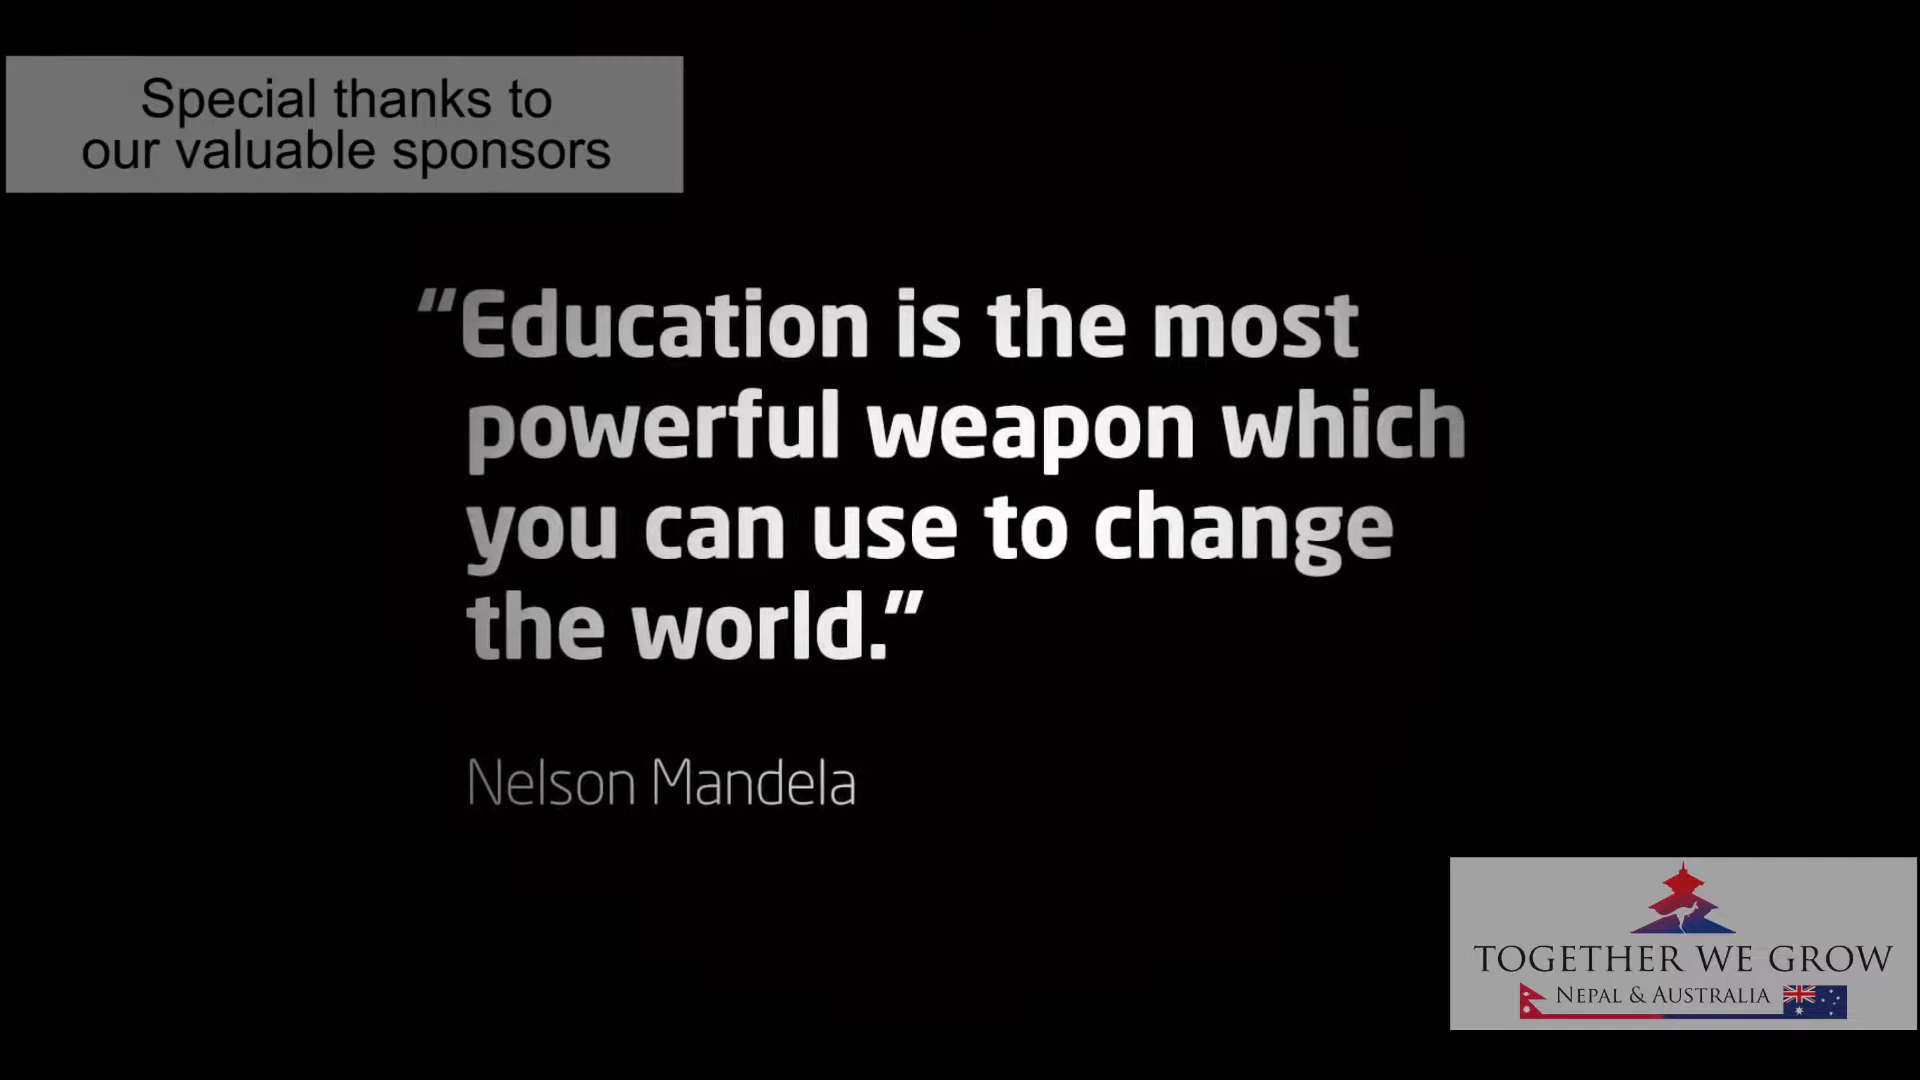 Special thanks to
our valuable sponsors
“Education is the most
powerful weapon which
you can use to change
the world.”
Nelson Mandela
TOGETHER WE GROW
NEPAL & AUSTRALIA